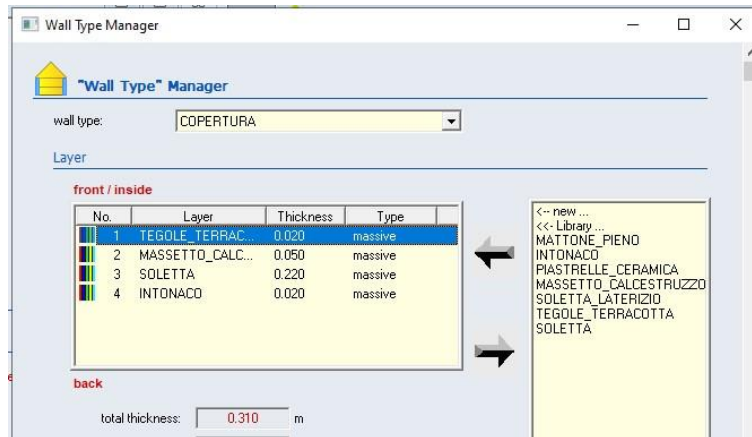 Wall Type Manager
"Wall Type" Manager
wall type: COPERTURA
Layer
front / inside
No. Layer Thickness Type
1 TEGOLE_TERRAC... 0.020 massive
2 MASSETTO_CALC... 0.050 massive
3 SOLETTA 0.220 massive
4 INTONACO 0.020 massive
back
total thickness: 0.310 m
<-- new ...
<<- Library ...
MATTONE_PIENO
INTONACO
PIASTRELLE_CERAMICA
MASSETTO_CALCESTRUZZO
SOLETTA_LATERIZIO
TEGOLE_TERRACOTTA
SOLETTA